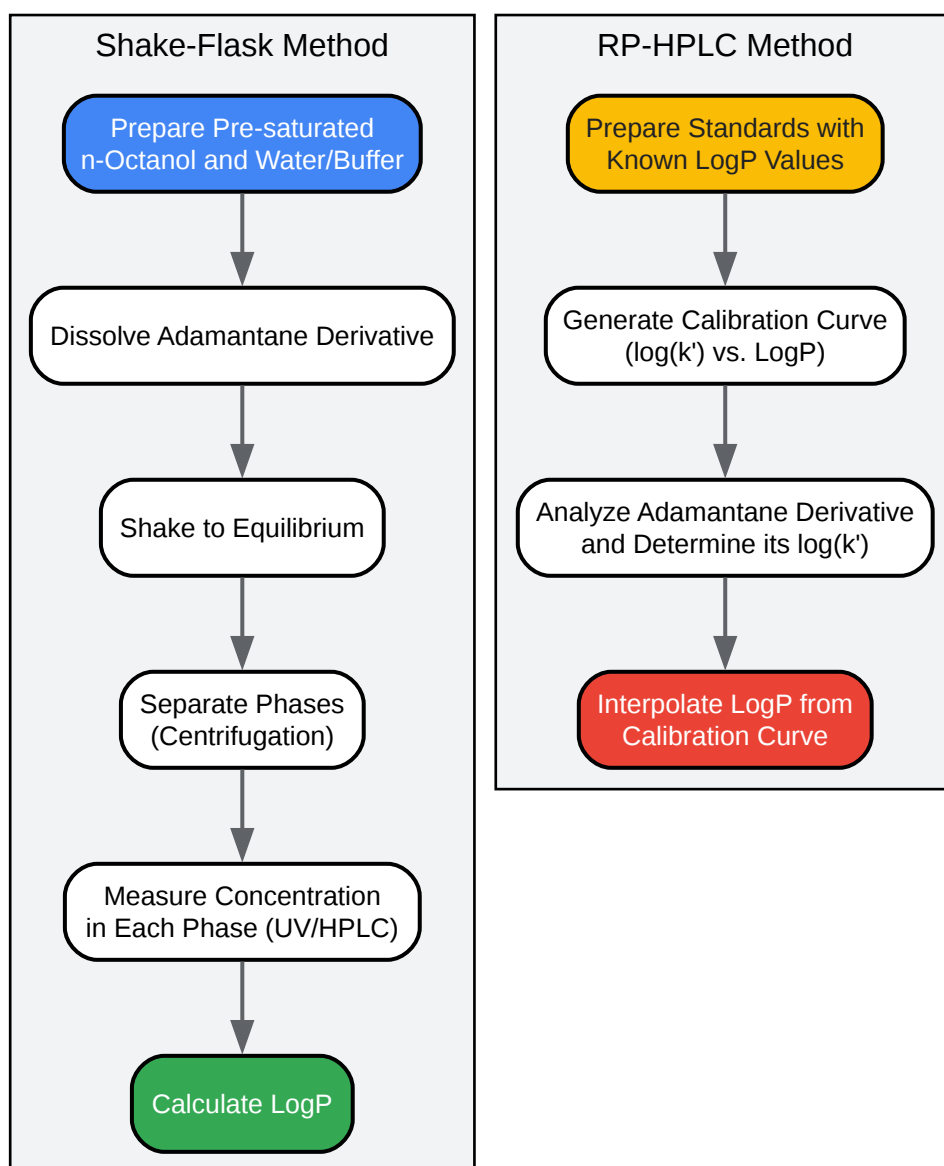 Shake-Flask Method
Prepare Pre-saturated
n-Octanol and Water/Buffer
Dissolve Adamantane Derivative
Shake to Equilibrium
Separate Phases
(Centrifugation)
Measure Concentration
in Each Phase (UV/HPLC)
Calculate LogP
RP-HPLC Method
Prepare Standards with
Known LogP Values
Generate Calibration Curve
(log(k') vs. LogP)
Analyze Adamantane Derivative
and Determine its log(k')
Interpolate LogP from
Calibration Curve